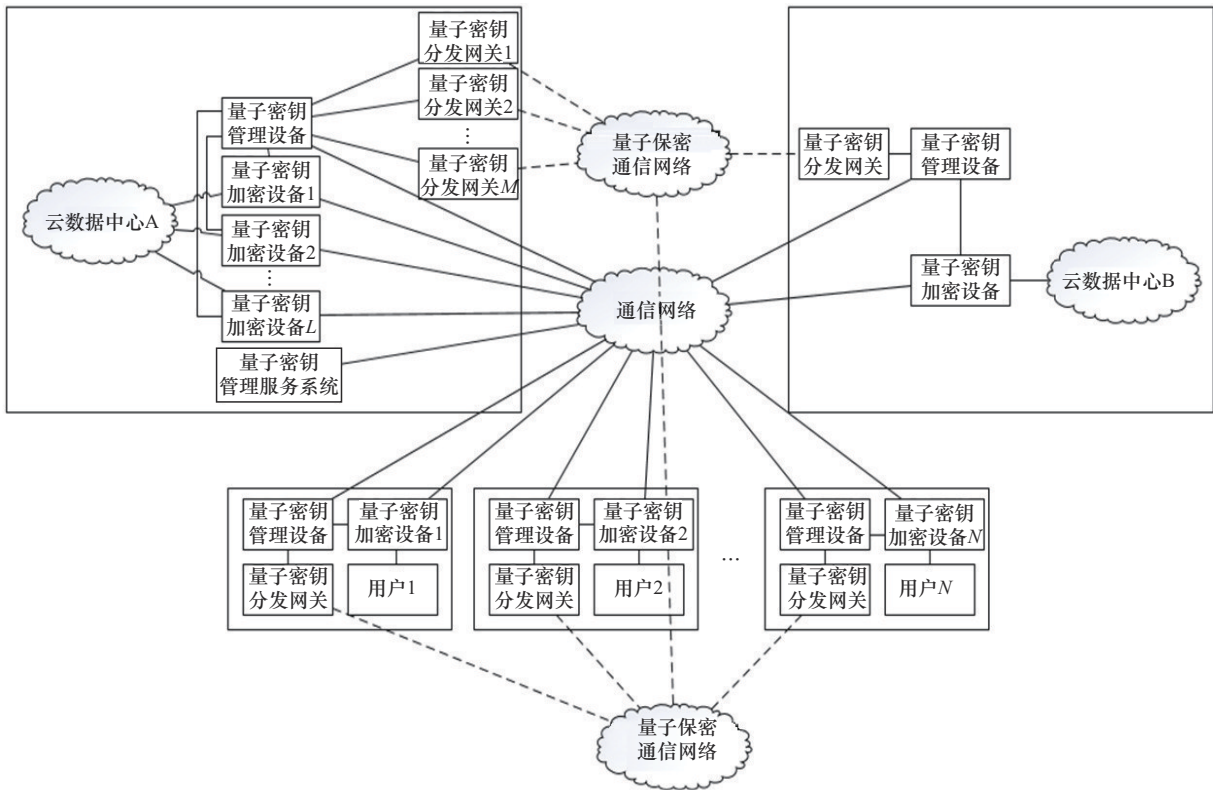 量子密钥
分发网关1
量子密钥
分发网关2
⋮
量子密钥
分发网关M
量子密钥
管理设备
量子密钥
加密设备1
量子密钥
加密设备2
⋮
量子密钥
加密设备L
量子密钥
管理服务系统
云数据中心A
量子保密
通信网络
通信网络
量子密钥
分发网关
量子密钥
管理设备
量子密钥
加密设备
云数据中心B
量子密钥
管理设备
量子密钥
加密设备1
量子密钥
分发网关
用户1
量子密钥
管理设备
量子密钥
加密设备2
量子密钥
分发网关
用户2
…
量子密钥
管理设备
量子密钥
加密设备N
量子密钥
分发网关
用户N
量子保密
通信网络